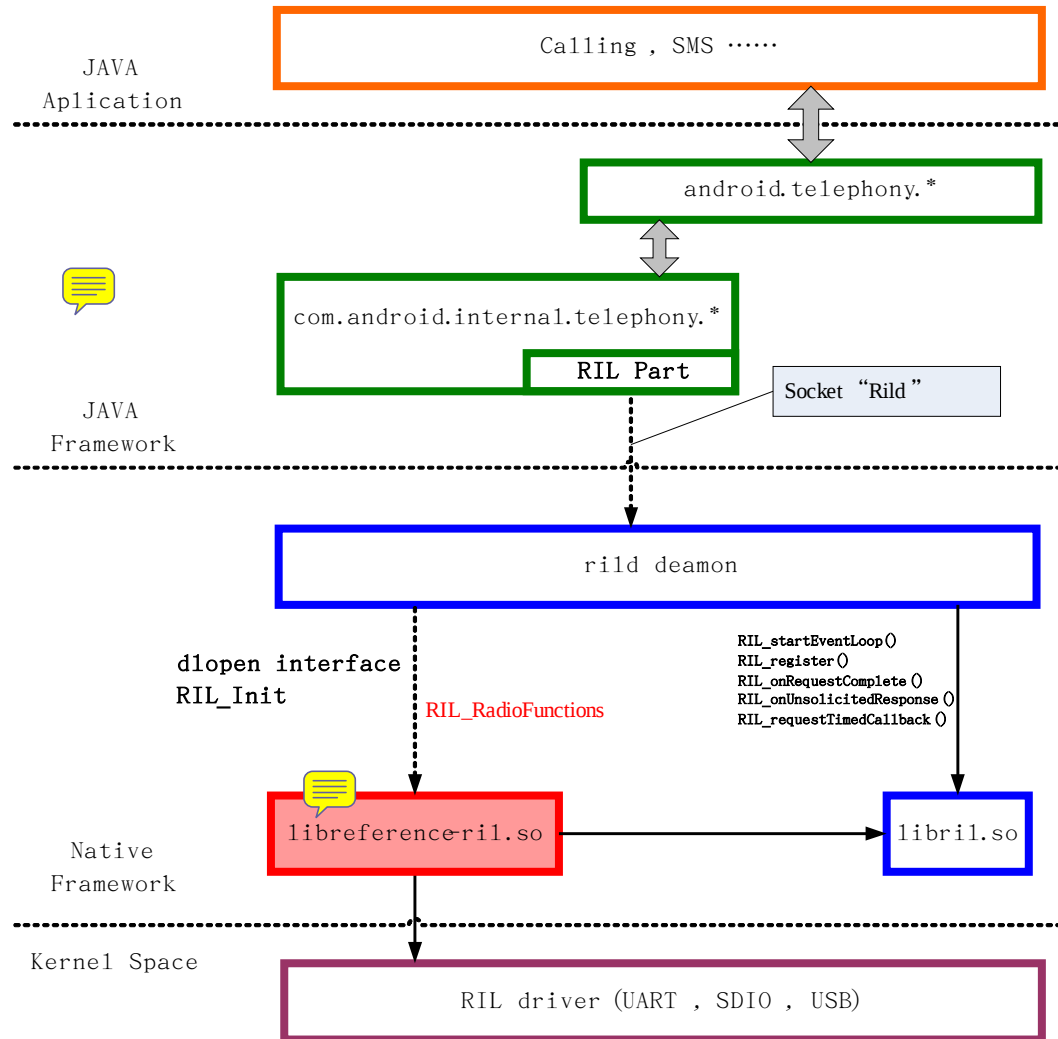 Calling , SMS ······
JAVA
Aplication
android.telephony.*
com.android.internal.telephony.*
RIL Part
Socket “Rild ”
JAVA
Framework
rild deamon
dlopen interface
RIL_Init
RIL_RadioFunctions
RIL_startEventLoop()
RIL_register()
RIL_onRequestComplete()
RIL_onUnsolicitedResponse()
RIL_requestTimedCallback()
libreference-ril.so
libril.so
Native
Framework
Kernel Space
RIL driver (UART , SDIO , USB)